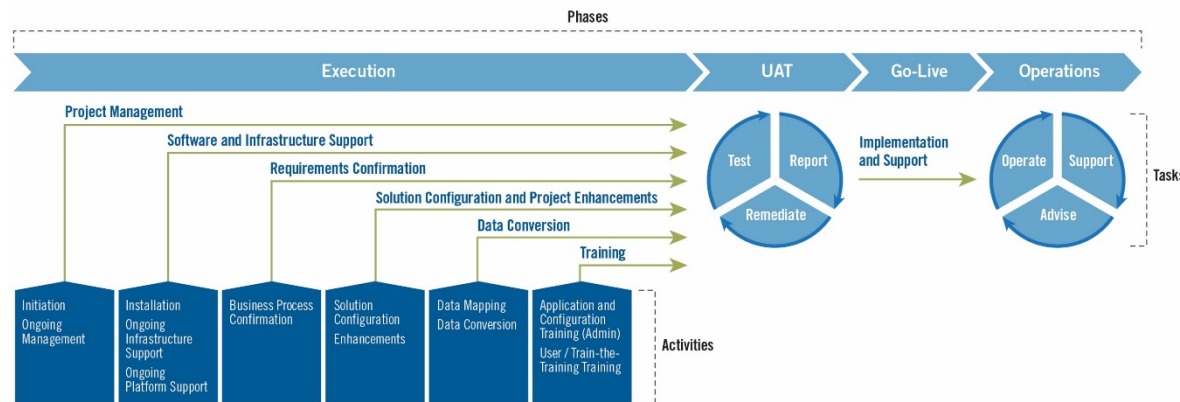 Phases
Execution
UAT
Go-Live
Operations
Project Management
Software and Infrastructure Support
Requirements Confirmation
Solution Configuration and Project Enhancements
Data Conversion
Training
Test
Report
Remediate
Implementation
and Support
Operate
Support
Advise
Tasks
Initiation
Ongoing
Management
Installation
Ongoing
Infrastructure
Support
Ongoing
Platform Support
Business Process
Confirmation
Solution
Configuration
Enhancements
Data Mapping
Data Conversion
Application and
Configuration
Training (Admin)
User / Train-the-
Training Training
Activities